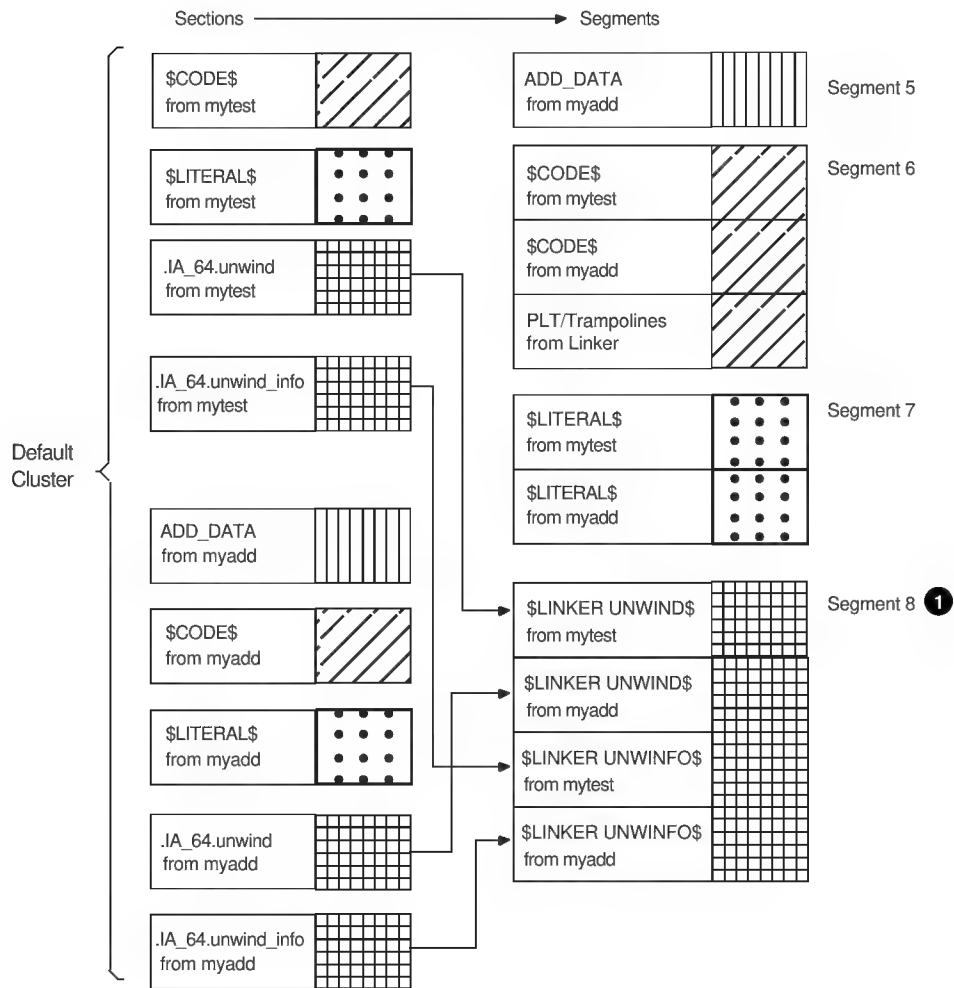 Sections Segments
$CODE$
from mytest
$LITERAL$
from mytest
.IA_64.unwind
from mytest
.IA_64.unwind_info
from mytest
Default
Cluster
ADD_DATA
from myadd
$CODE$
from myadd
$LITERAL$
from myadd
.IA_64.unwind
from myadd
.IA_64.unwind_info
from myadd
ADD_DATA
from myadd
Segment 5
$CODE$
from mytest
Segment 6
$CODE$
from myadd
PLT/Trampolines
from Linker
$LITERAL$
from mytest
Segment 7
$LITERAL$
from myadd
$LINKER UNWIND$
from mytest
Segment 8 1
$LINKER UNWIND$
from myadd
$LINKER UNWINFO$
from mytest
$LINKER UNWINFO$
from myadd